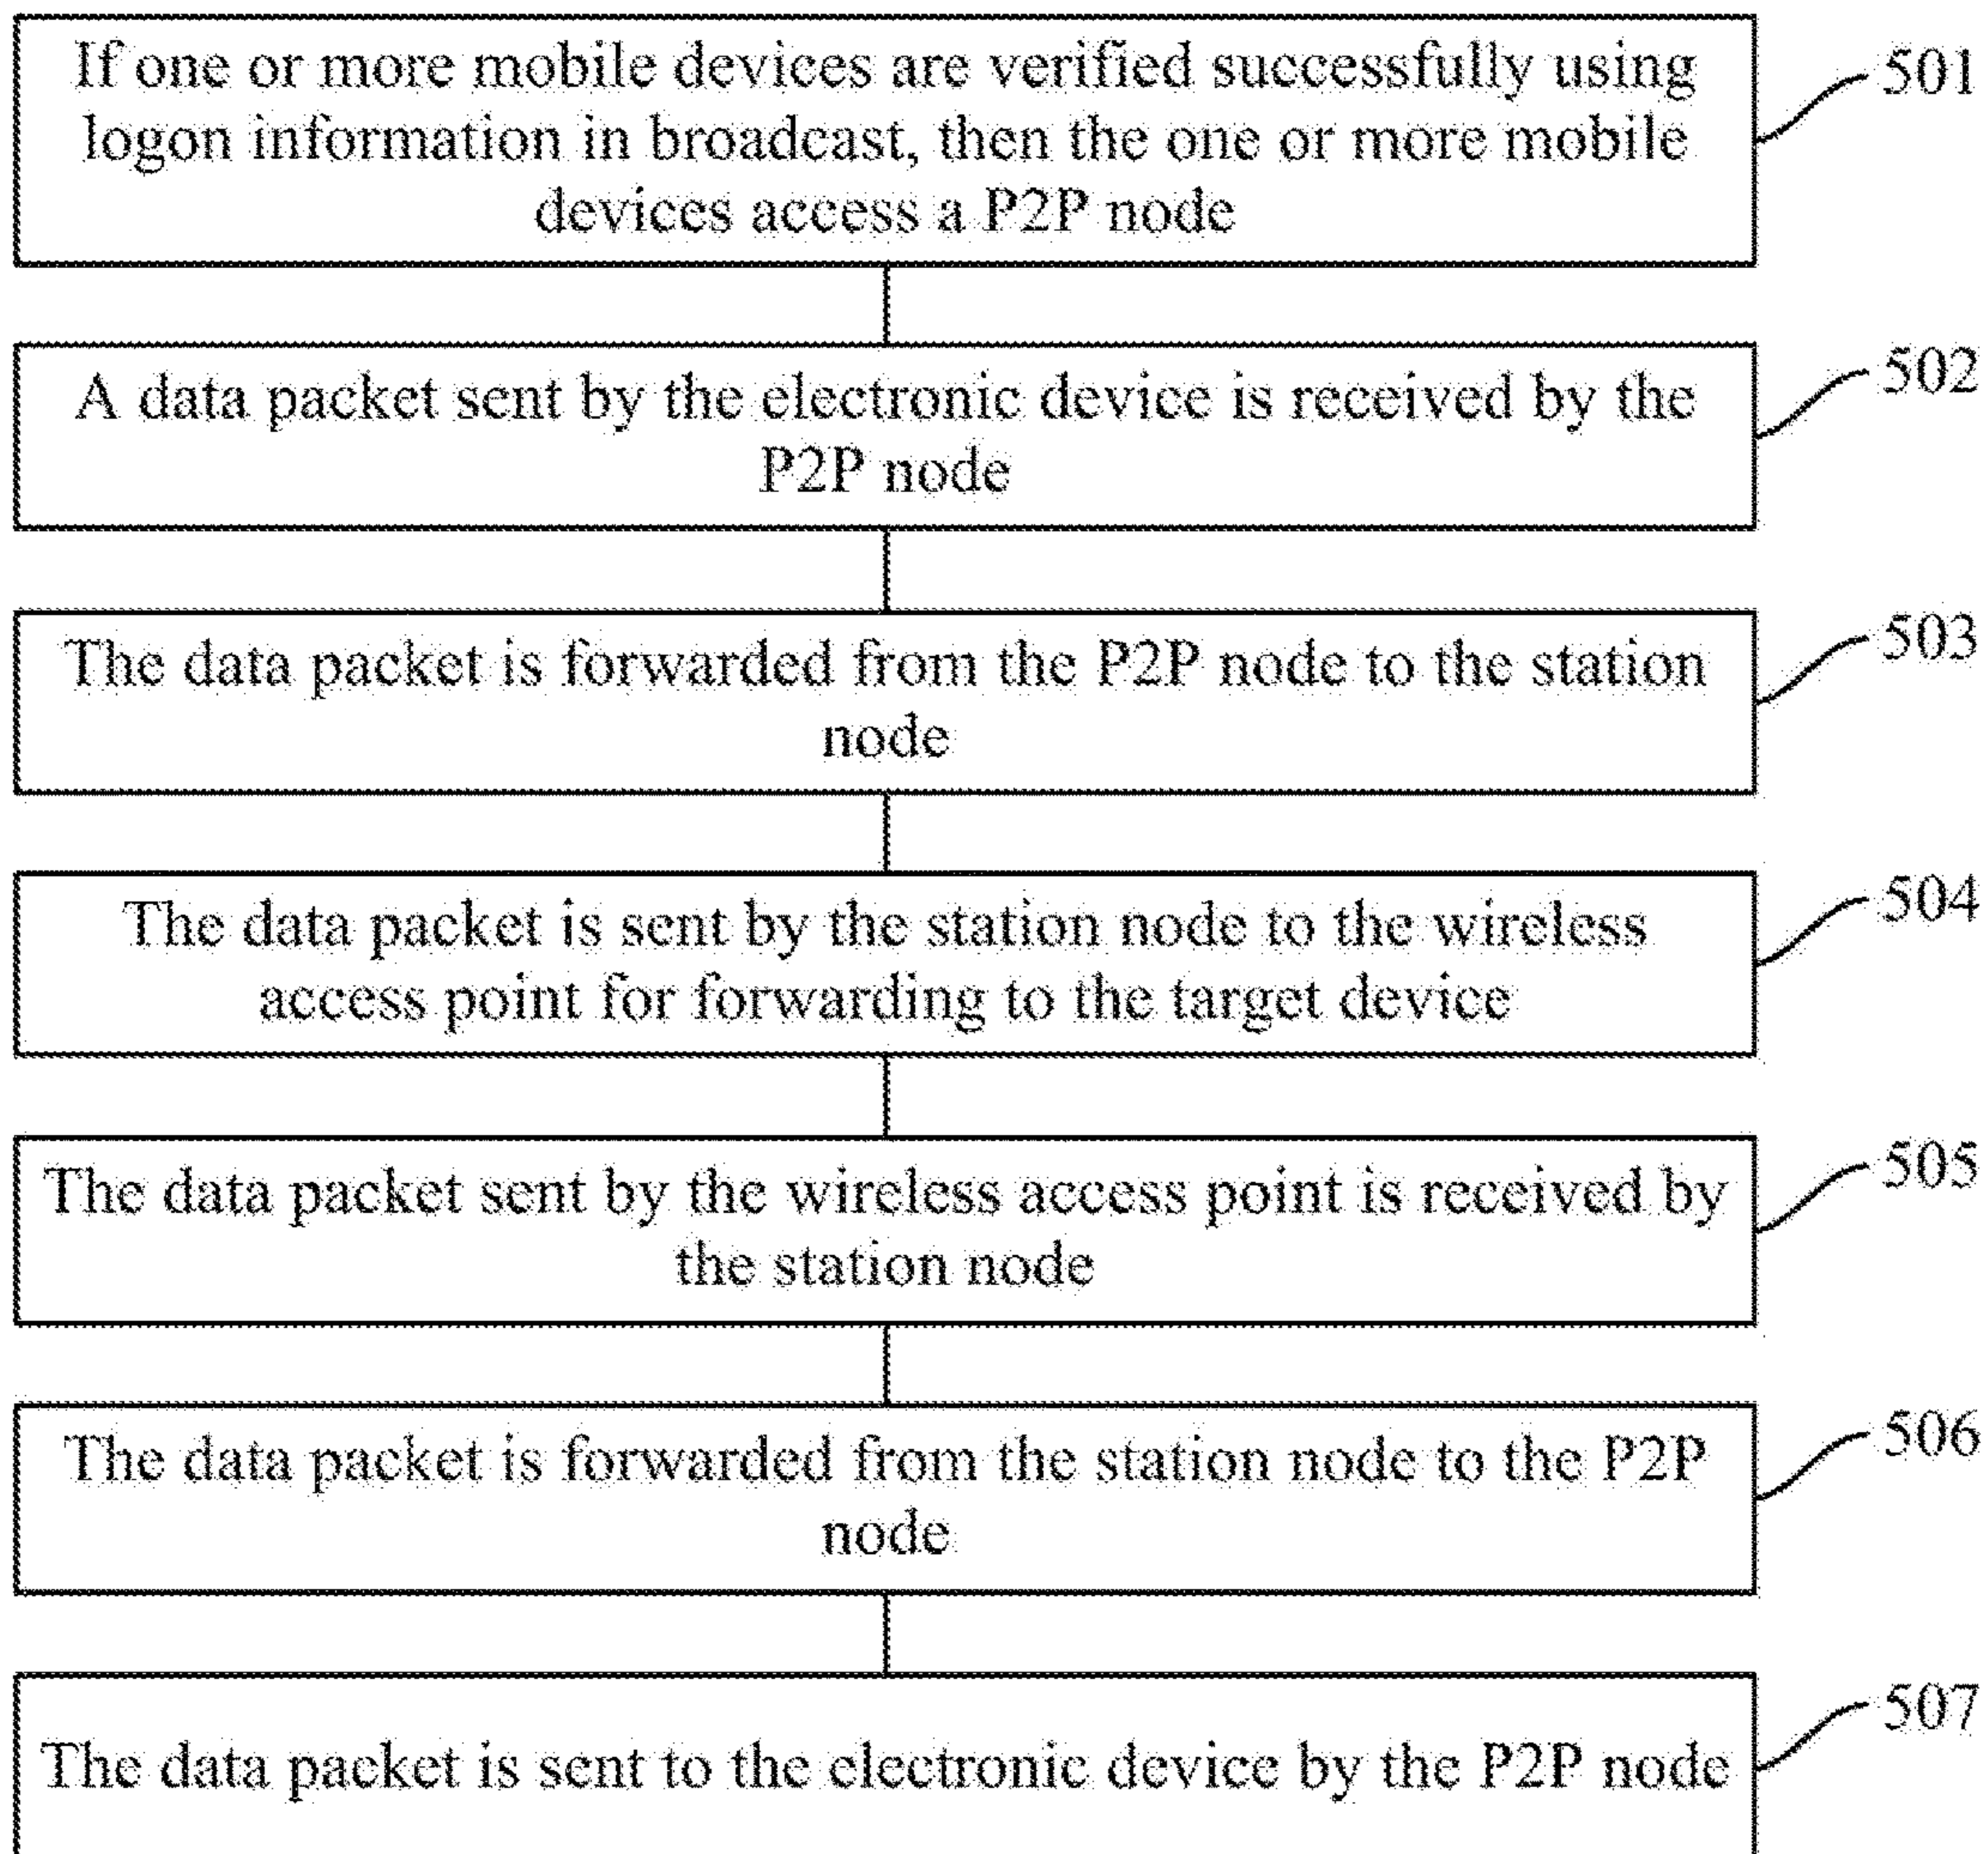 If one or more mobile devices are verified successfully using
logon information in broadcast, then the one or more mobile
devices access a P2P node
501
A data packet sent by the electronic device is received by the
P2P node
502
The data packet is forwarded from the P2P node to the station
node
503
The data packet is sent by the station node to the wireless
access point for forwarding to the target device
504
The data packet sent by the wireless access point is received by
the station node
505
The data packet is forwarded from the station node to the P2P
node
506
The data packet is sent to the electronic device by the P2P node
507